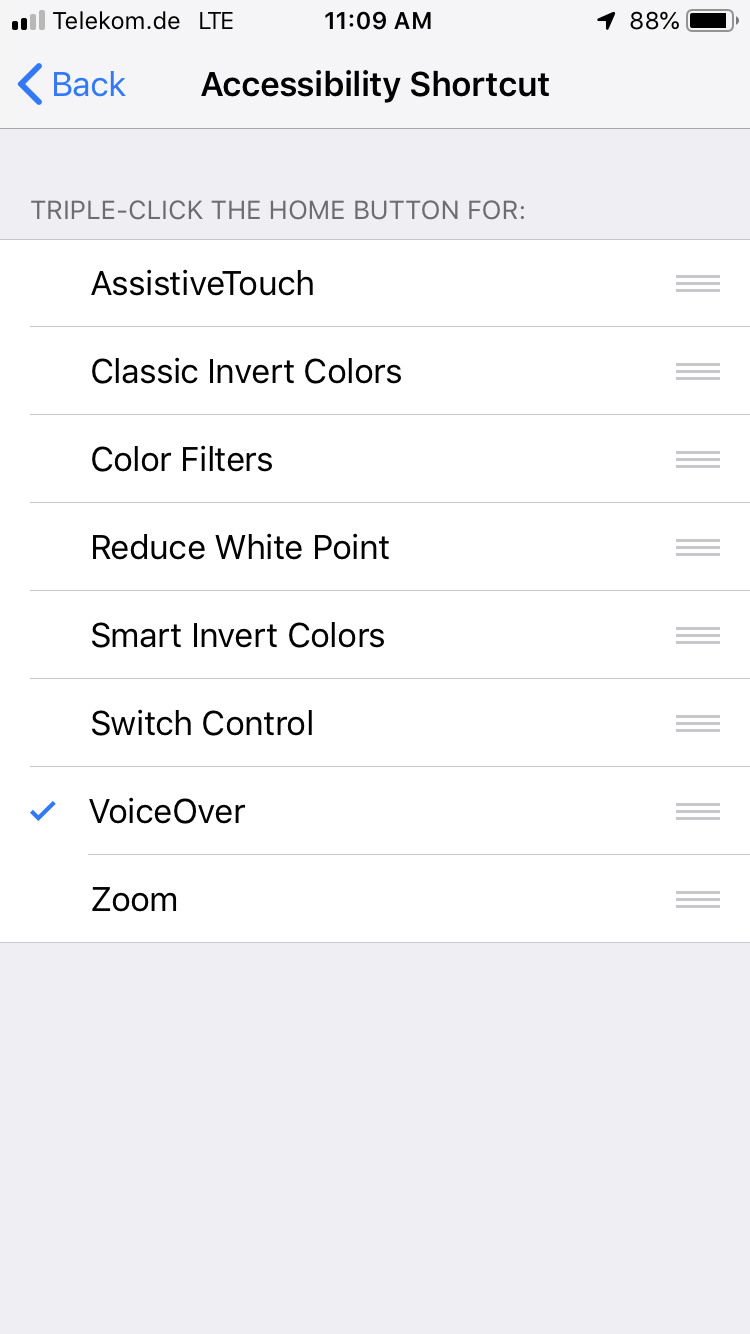 Telekom.de LTE 11:09 AM 88%
Back Accessibility Shortcut
TRIPLE-CLICK THE HOME BUTTON FOR:
AssistiveTouch
Classic Invert Colors
Color Filters
Reduce White Point
Smart Invert Colors
Switch Control
VoiceOver
Zoom